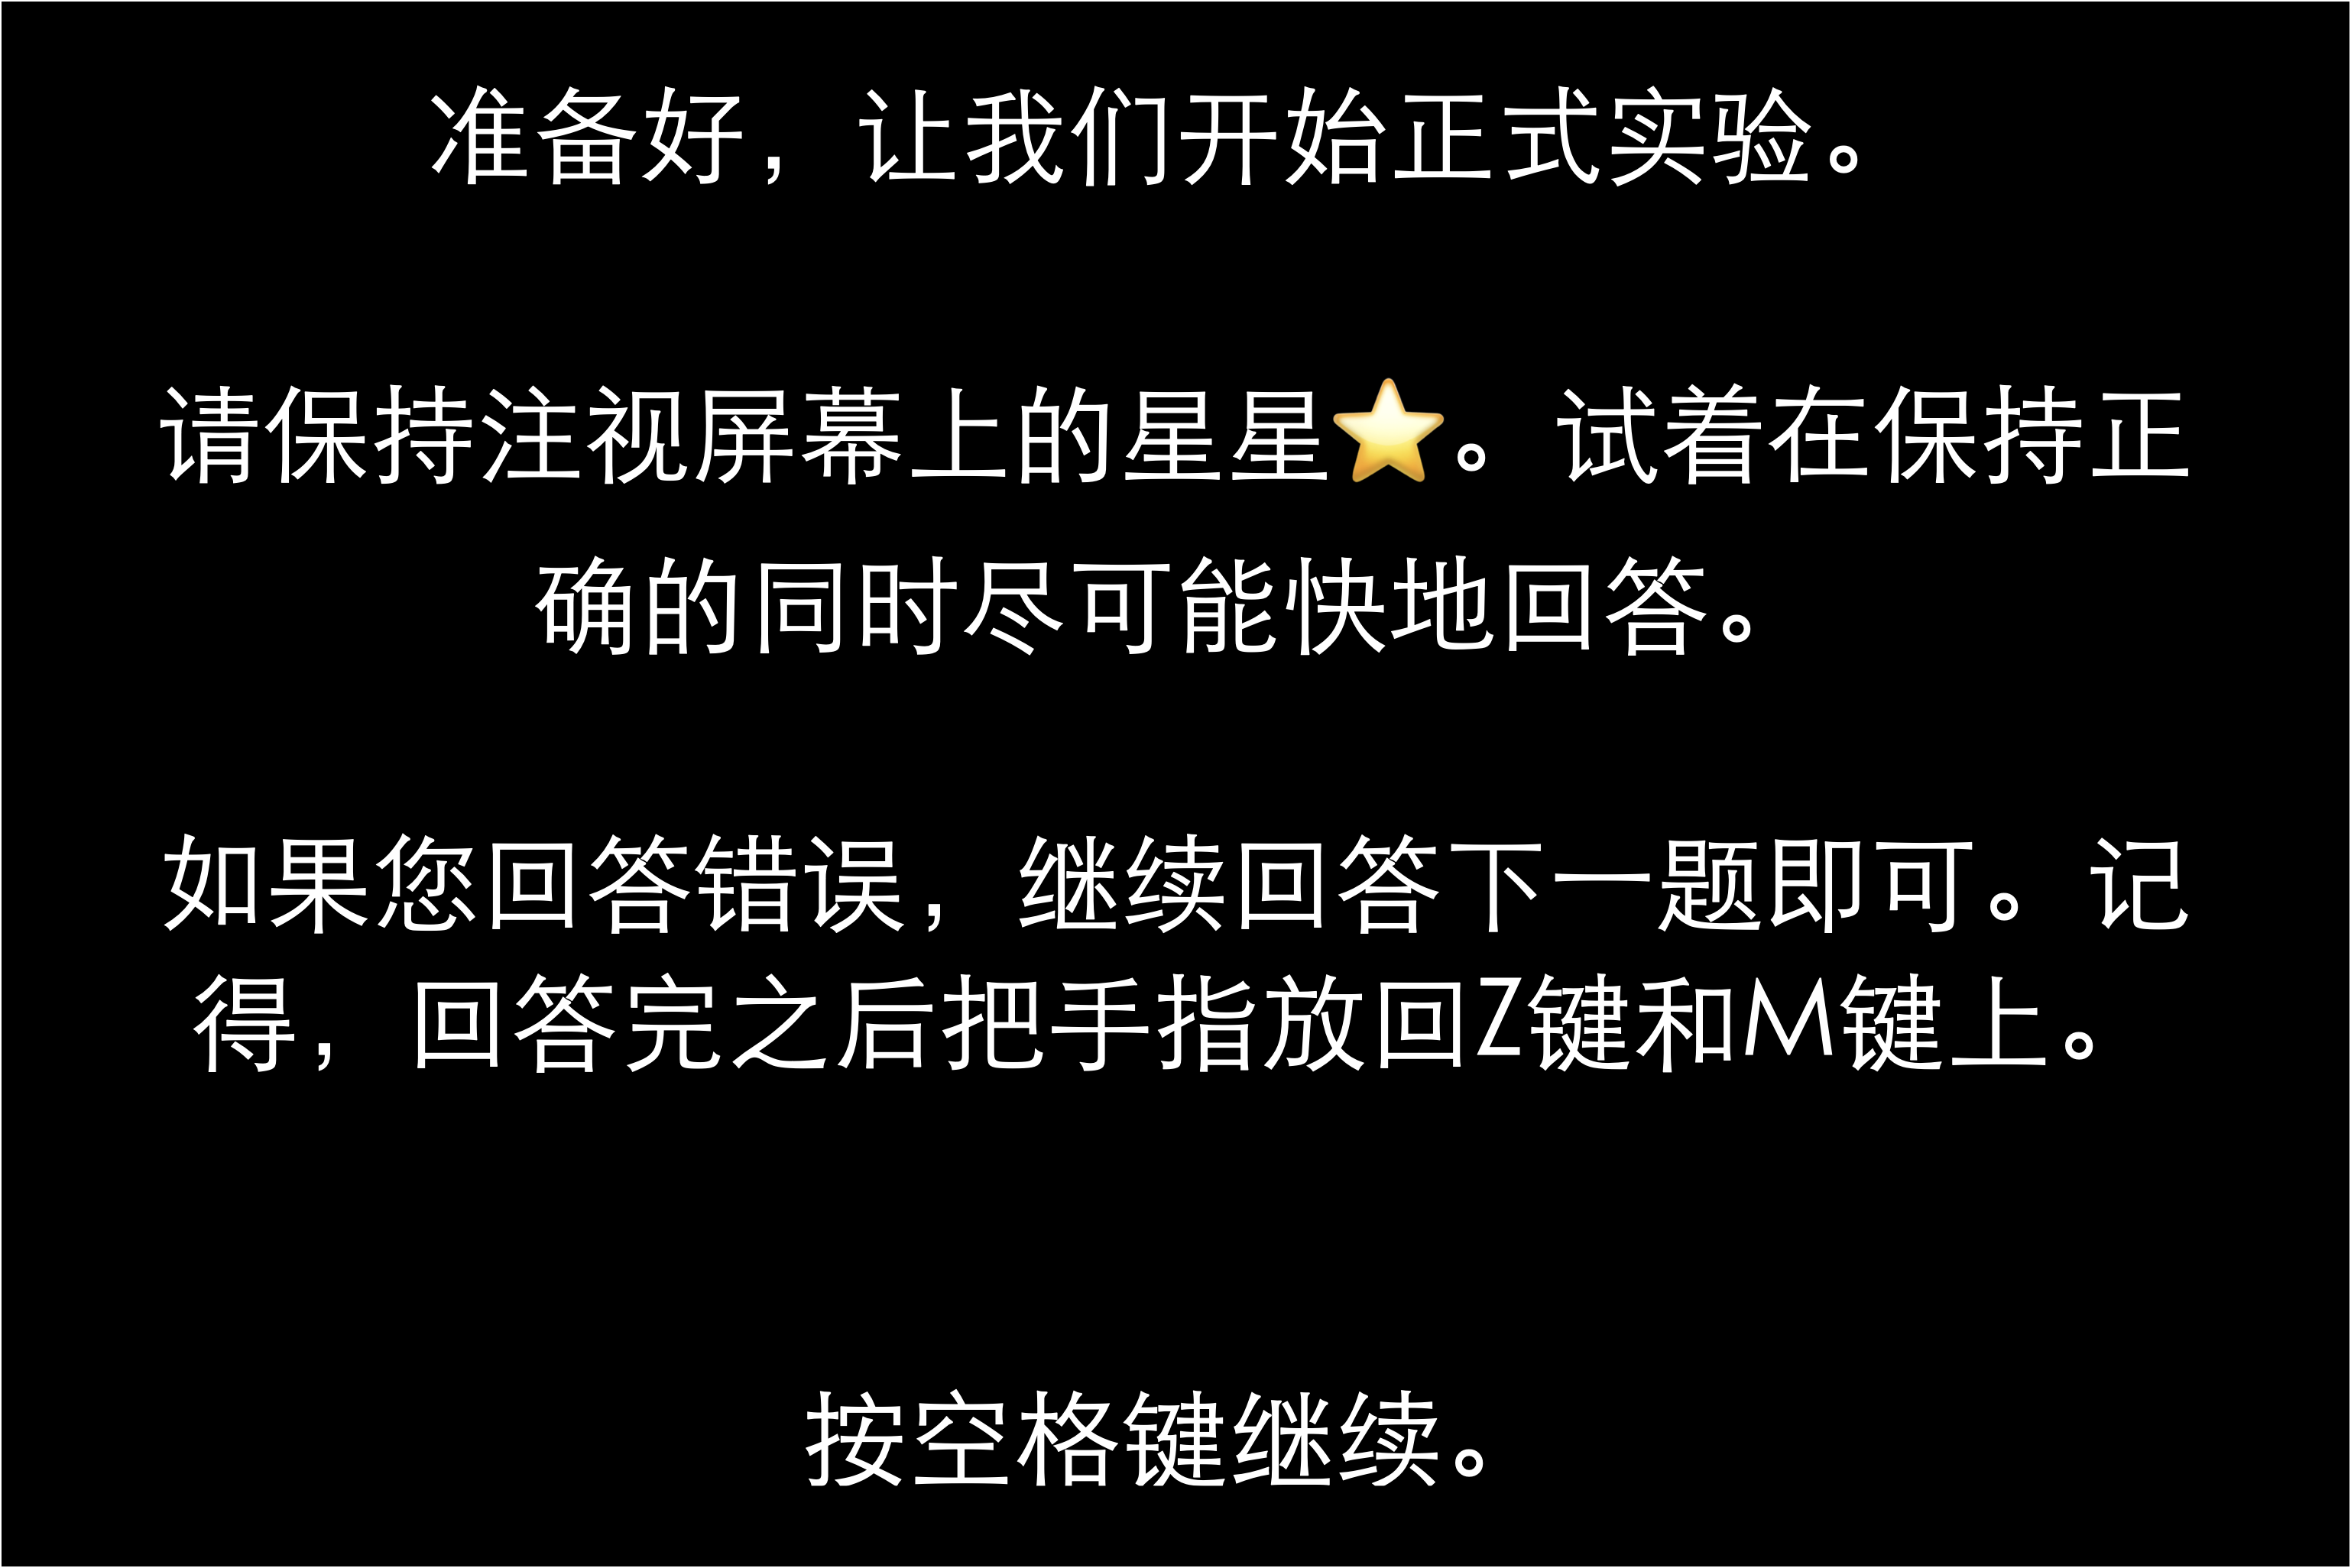 准备好，让我们开始正式实验。
请保持注视屏幕上的星星⭐。试着在保持正
确的同时尽可能快地回答。
如果您回答错误，继续回答下一题即可。记
得，回答完之后把手指放回Z键和M键上。
按空格键继续。